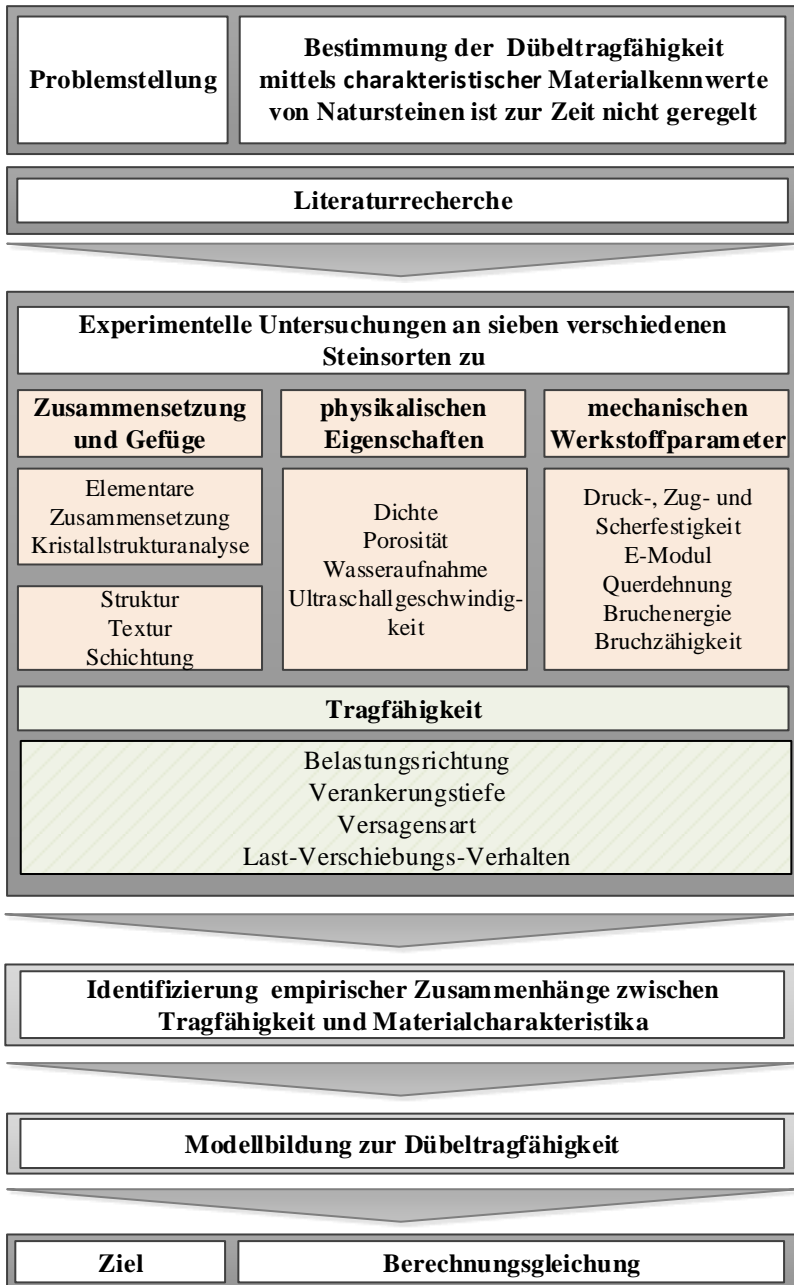 Problemstellung
Bestimmung der Dübeltragfähigkeit
mittels charakteristischer Materialkennwerte
von Natursteinen ist zur Zeit nicht geregelt
Literaturrecherche
Experimentelle Untersuchungen an sieben verschiedenen
Steinsorten zu
Zusammensetzung
und Gefüge
Elementare
Zusammensetzung
Kristallstrukturanalyse
Struktur
Textur
Schichtung
physikalischen
Eigenschaften
Dichte
Porosität
Wasseraufnahme
Ultraschallgeschwindig-
keit
mechanischen
Werkstoffparameter
Druck-, Zug- und
Scherfestigkeit
E-Modul
Querdehnung
Bruchenergie
Bruchzähigkeit
Tragfähigkeit
Belastungsrichtung
Verankerungstiefe
Versagensart
Last-Verschiebungs-Verhalten
Identifizierung empirischer Zusammenhänge zwischen
Tragfähigkeit und Materialcharakteristika
Modellbildung zur Dübeltragfähigkeit
Ziel
Berechnungsgleichung